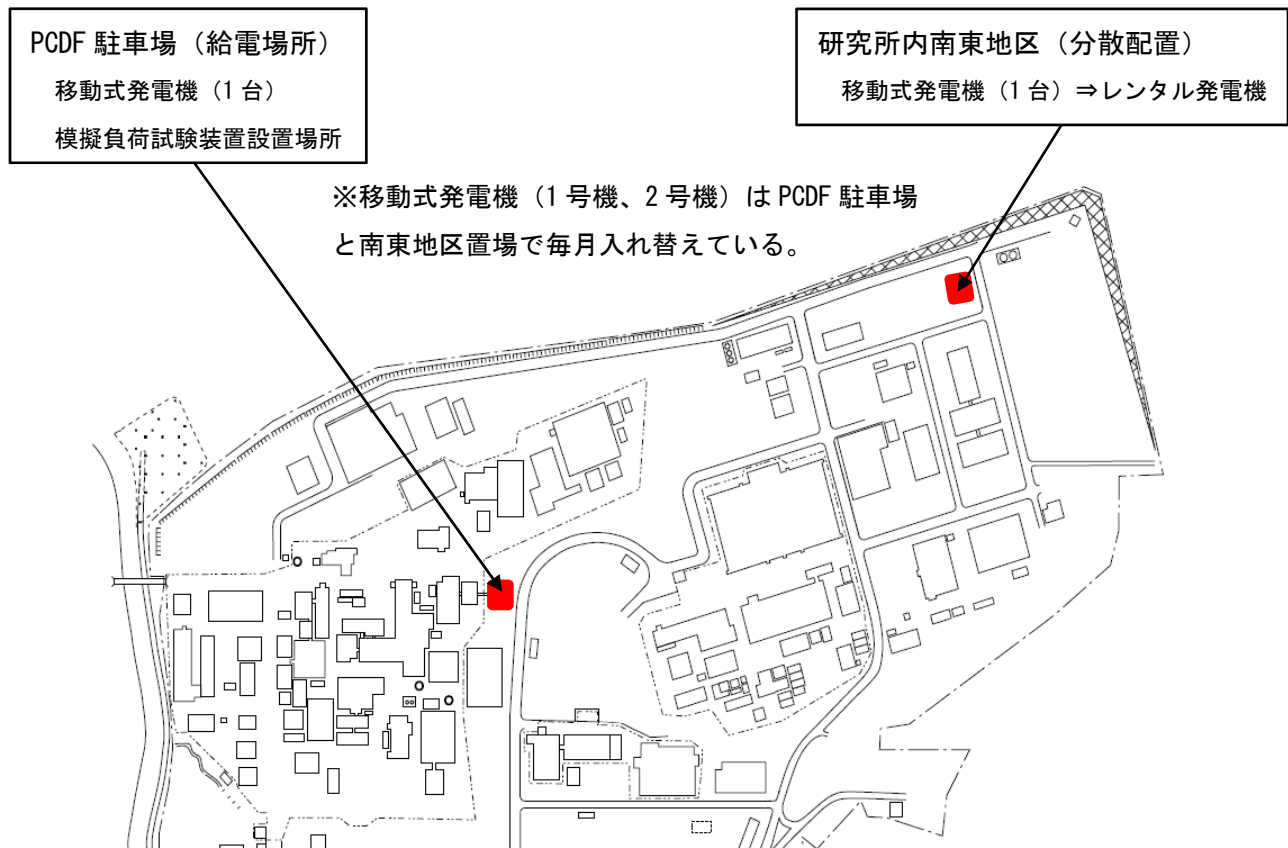 PCDF 駐車場（給電場所）
移動式発電機（1 台）
模擬負荷試験装置設置場所
研究所内南東地区（分散配置）
移動式発電機（1 台）⇒レンタル発電機
※移動式発電機（1 号機、2 号機）は PCDF 駐車場
と南東地区置場で毎月入れ替えている。